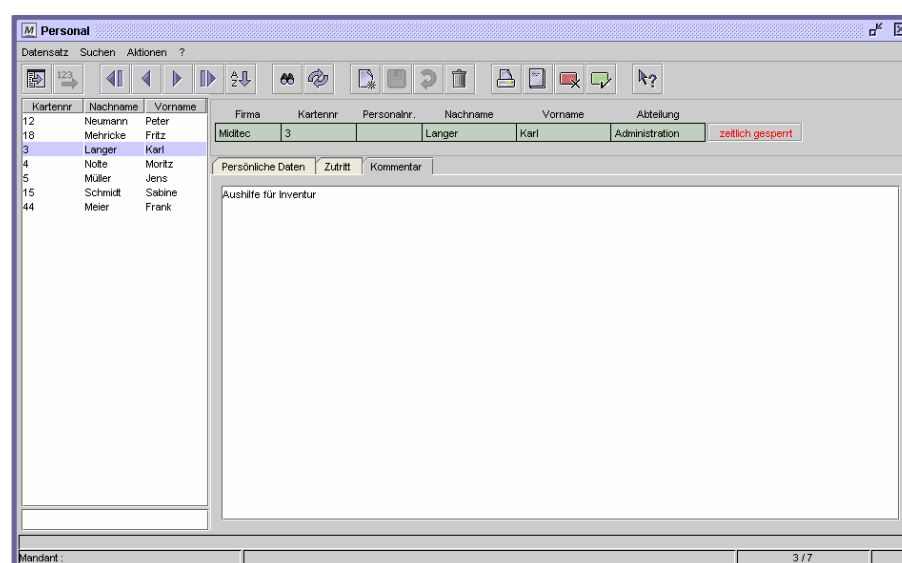 M Personal
Datensatz Suchen Aktionen ?
123
A Z
?
Kartennr Nachname Vorname
12 Neumann Peter
18 Mehricke Fritz
3 Langer Karl
4 Nolte Moritz
5 Müller Jens
15 Schmidt Sabine
44 Meier Frank
Firma Kartennr Personalnr. Nachname Vorname Abteilung
Miditec 3 Langer Karl Administration zeitlich gesperrt
Persönliche Daten Zutritt Kommentar
Aushilfe für Inventur
Mandant :
3 / 7